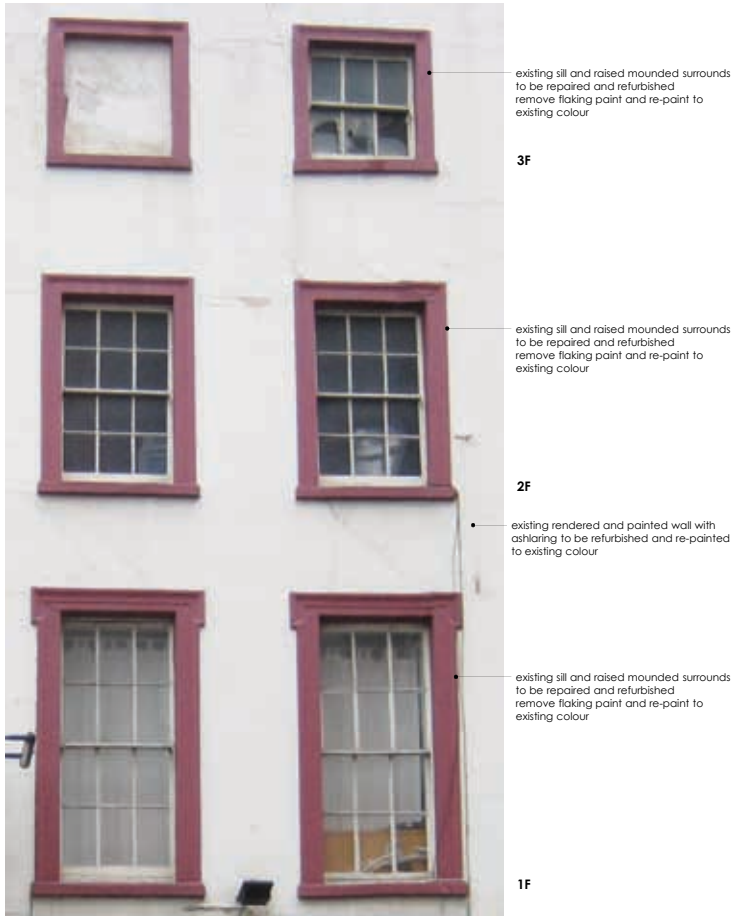 existing sill and raised mounded surrounds
to be repaired and refurbished
remove flaking paint and re-paint to
existing colour
3F
existing sill and raised mounded surrounds
to be repaired and refurbished
remove flaking paint and re-paint to
existing colour
2F
existing rendered and painted wall with
ashlaring to be refurbished and re-painted
to existing colour
existing sill and raised mounded surrounds
to be repaired and refurbished
remove flaking paint and re-paint to
existing colour
1F